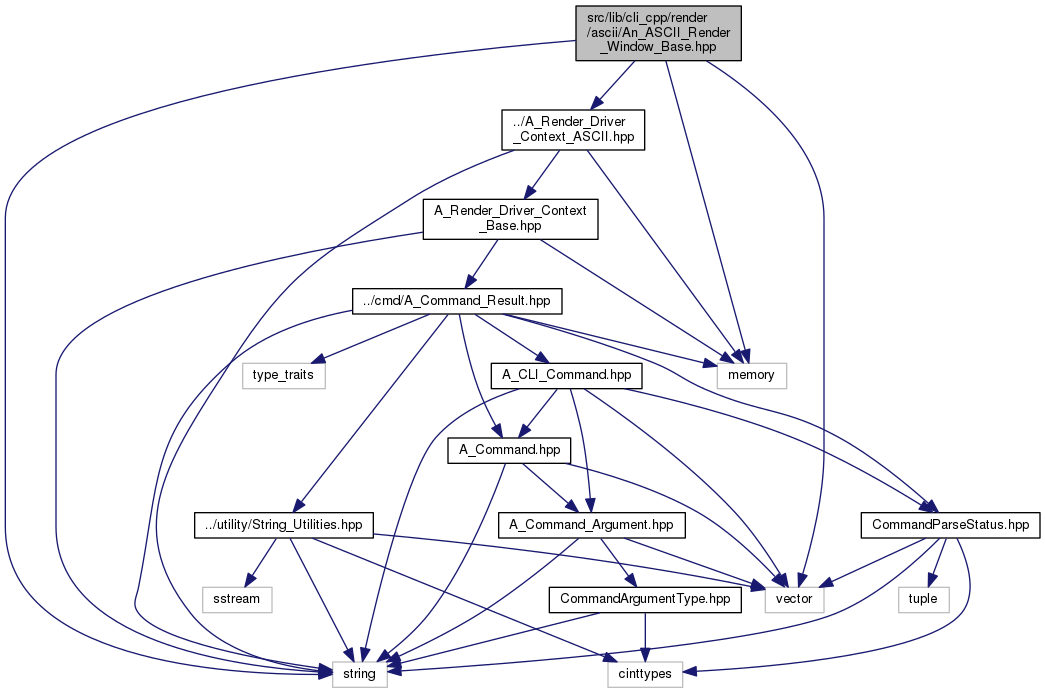 src/lib/cli_cpp/render
/ascii/An_ASCII_Render
_Window_Base.hpp
../A_Render_Driver
_Context_ASCII.hpp
A_Render_Driver_Context
_Base.hpp
../cmd/A_Command_Result.hpp
type_traits
A_CLI_Command.hpp
memory
A_Command.hpp
../utility/String_Utilities.hpp
A_Command_Argument.hpp
CommandParseStatus.hpp
sstream
CommandArgumentType.hpp
vector
tuple
string
cinttypes